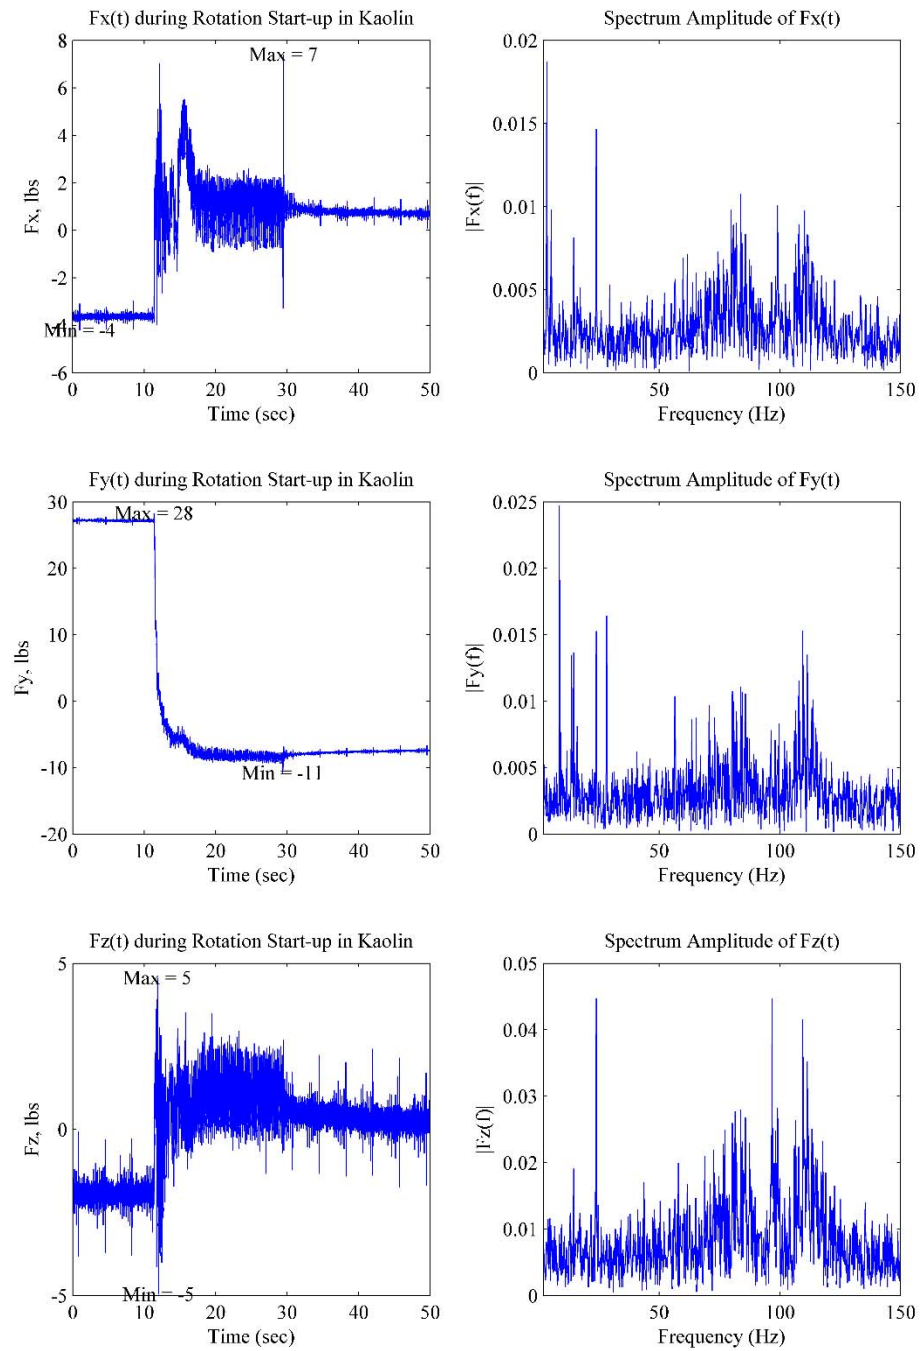 Fx(t) during Rotation Start-up in Kaolin
8
Max = 7
6
4
2
0
-2
-4
Min = -4
-6
Fx, lbs
0 10 20 30 40 50
Time (sec)
Spectrum Amplitude of Fx(t)
0.02
0.015
0.01
0.005
0
|Fx(f)|
50 100 150
Frequency (Hz)
Fy(t) during Rotation Start-up in Kaolin
30
Max = 28
20
10
0
-10
Min = -11
-20
Fy, lbs
0 10 20 30 40 50
Time (sec)
Spectrum Amplitude of Fy(t)
0.025
0.02
0.015
0.01
0.005
0
|Fy(f)|
50 100 150
Frequency (Hz)
Fz(t) during Rotation Start-up in Kaolin
5
Max = 5
0
-5
Min = -5
Fz, lbs
0 10 20 30 40 50
Time (sec)
Spectrum Amplitude of Fz(t)
0.05
0.04
0.03
0.02
0.01
0
|Fz(f)|
50 100 150
Frequency (Hz)